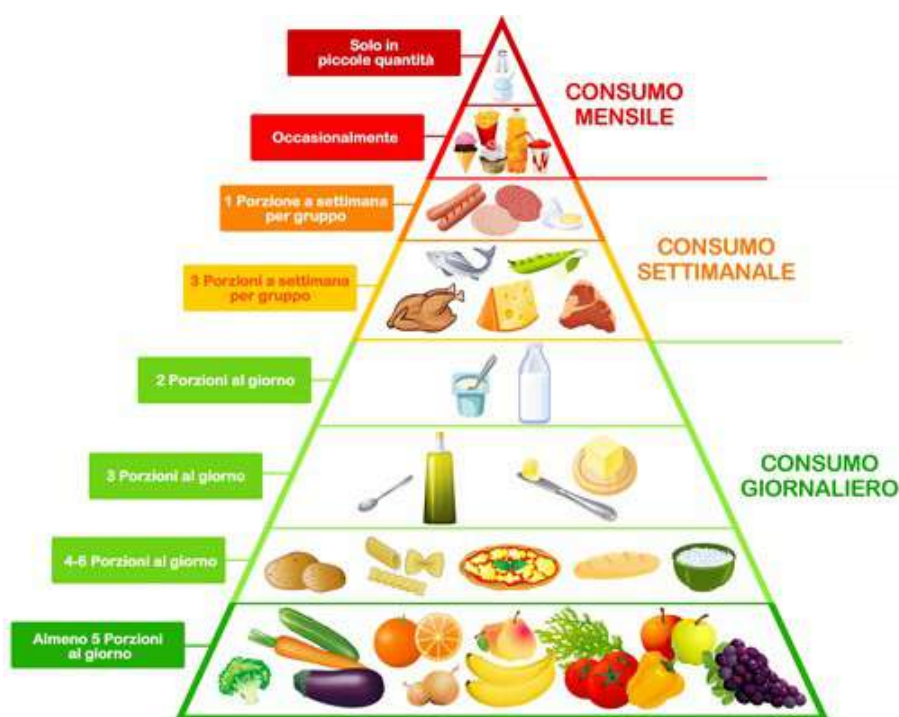 Solo in
piccole quantità
CONSUMO
MENSILE
Occasionalmente
1 Porzione a settimana
per gruppo
CONSUMO
SETTIMANALE
3 Porzioni a settimana
per gruppo
2 Porzioni al giorno
3 Porzioni al giorno
CONSUMO
GIORNALIERO
4-6 Porzioni al giorno
Almeno 5 Porzioni
al giorno